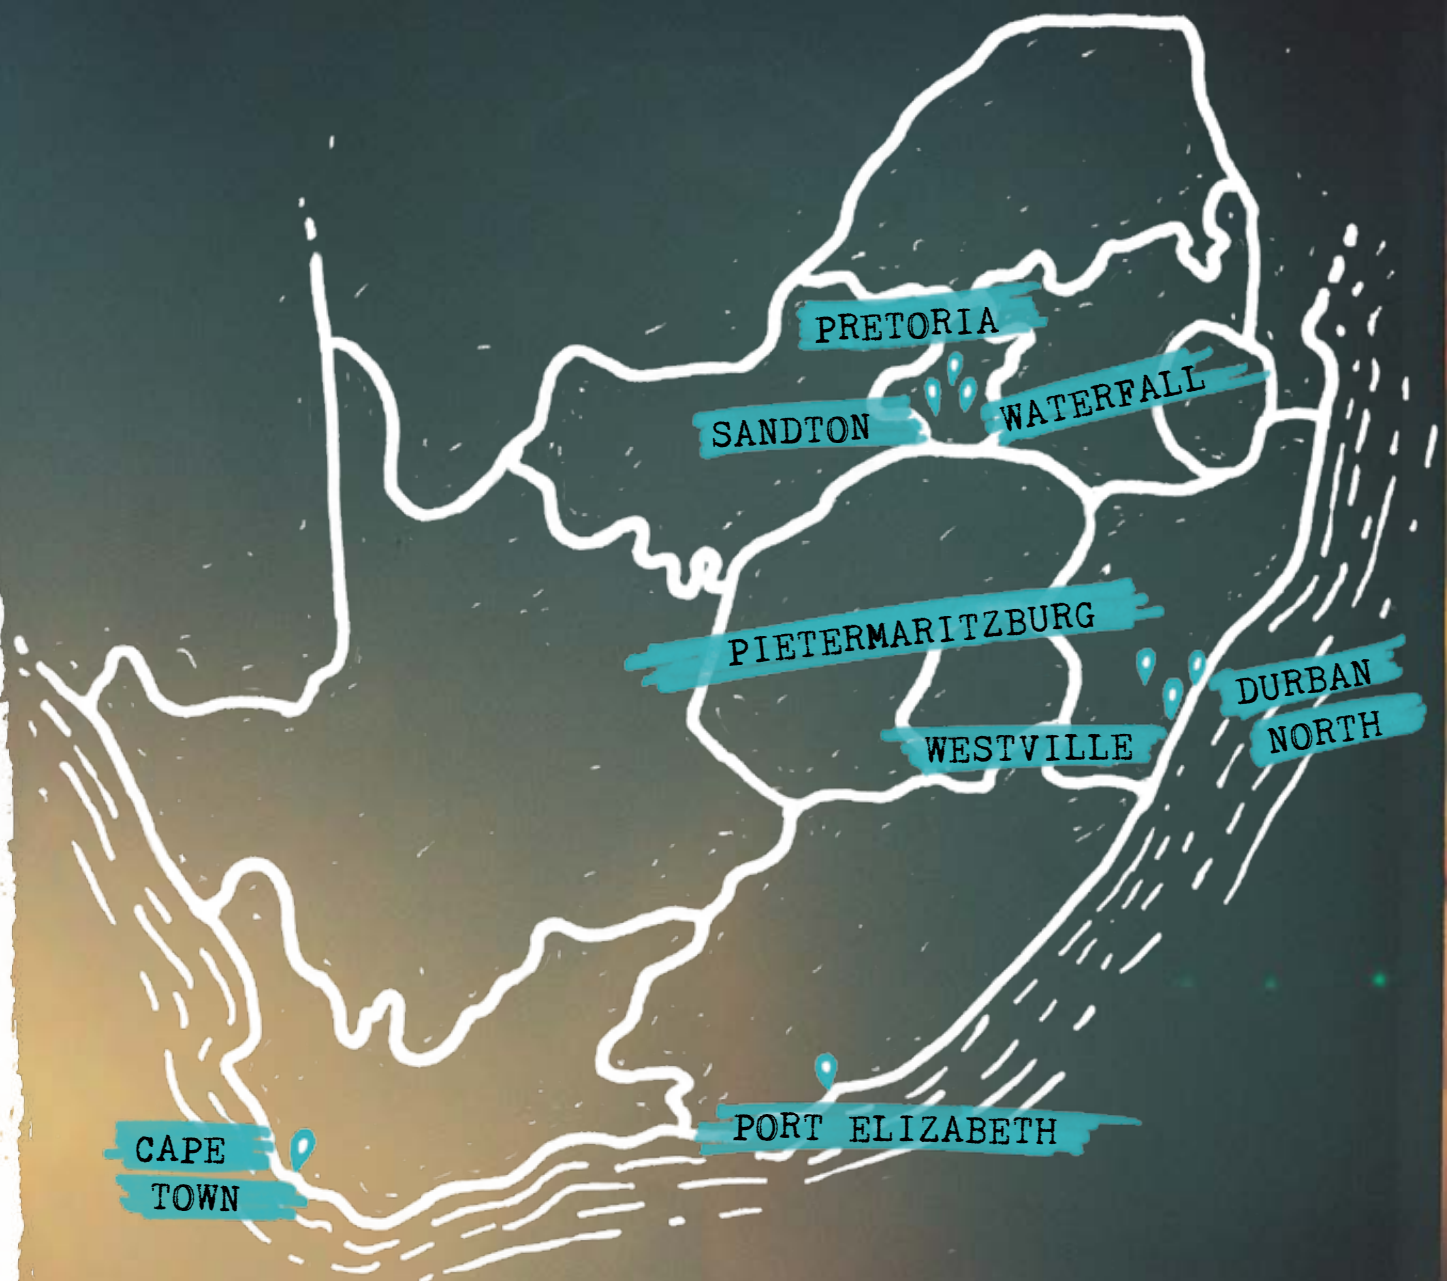 PRETORIA
WATERFALL
SANDTON
PIETERMARITZBURG
DURBAN
NORTH
WESTVILLE
PORT ELIZABETH
CAPE
TOWN